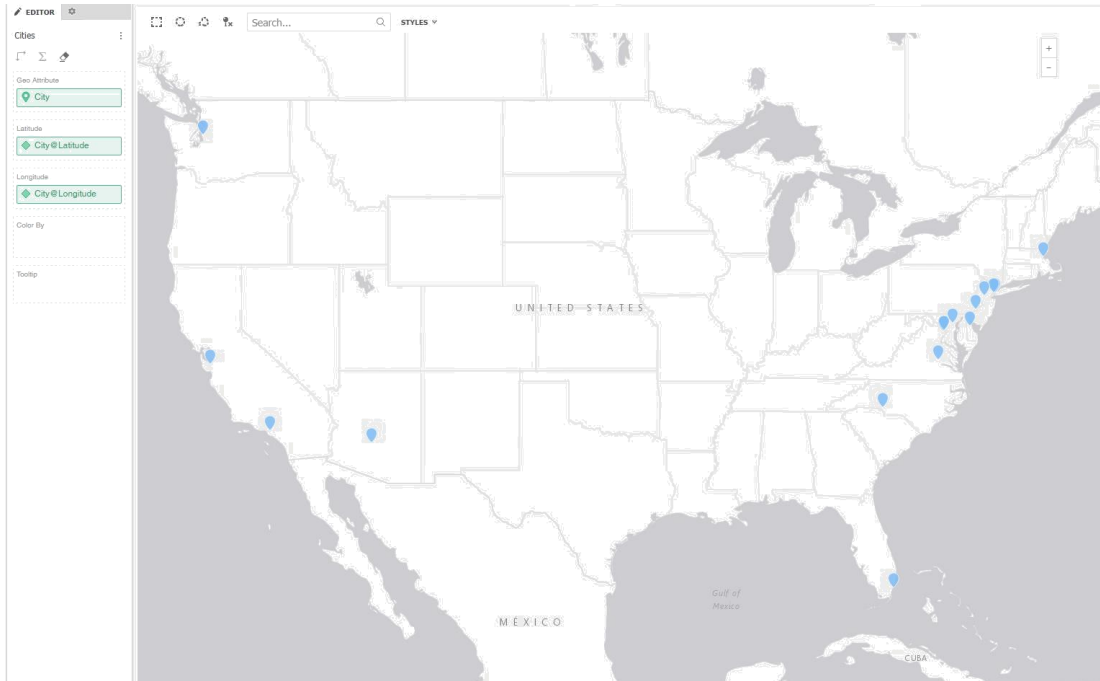 EDITOR
Cities
Geo Attribute
City
Latitude
City@Latitude
Longitude
City@Longitude
Color By
Tooltip
Search...
STYLES
+
-
UNITED STATES
MÉXICO
Gulf of
Mexico
CUBA